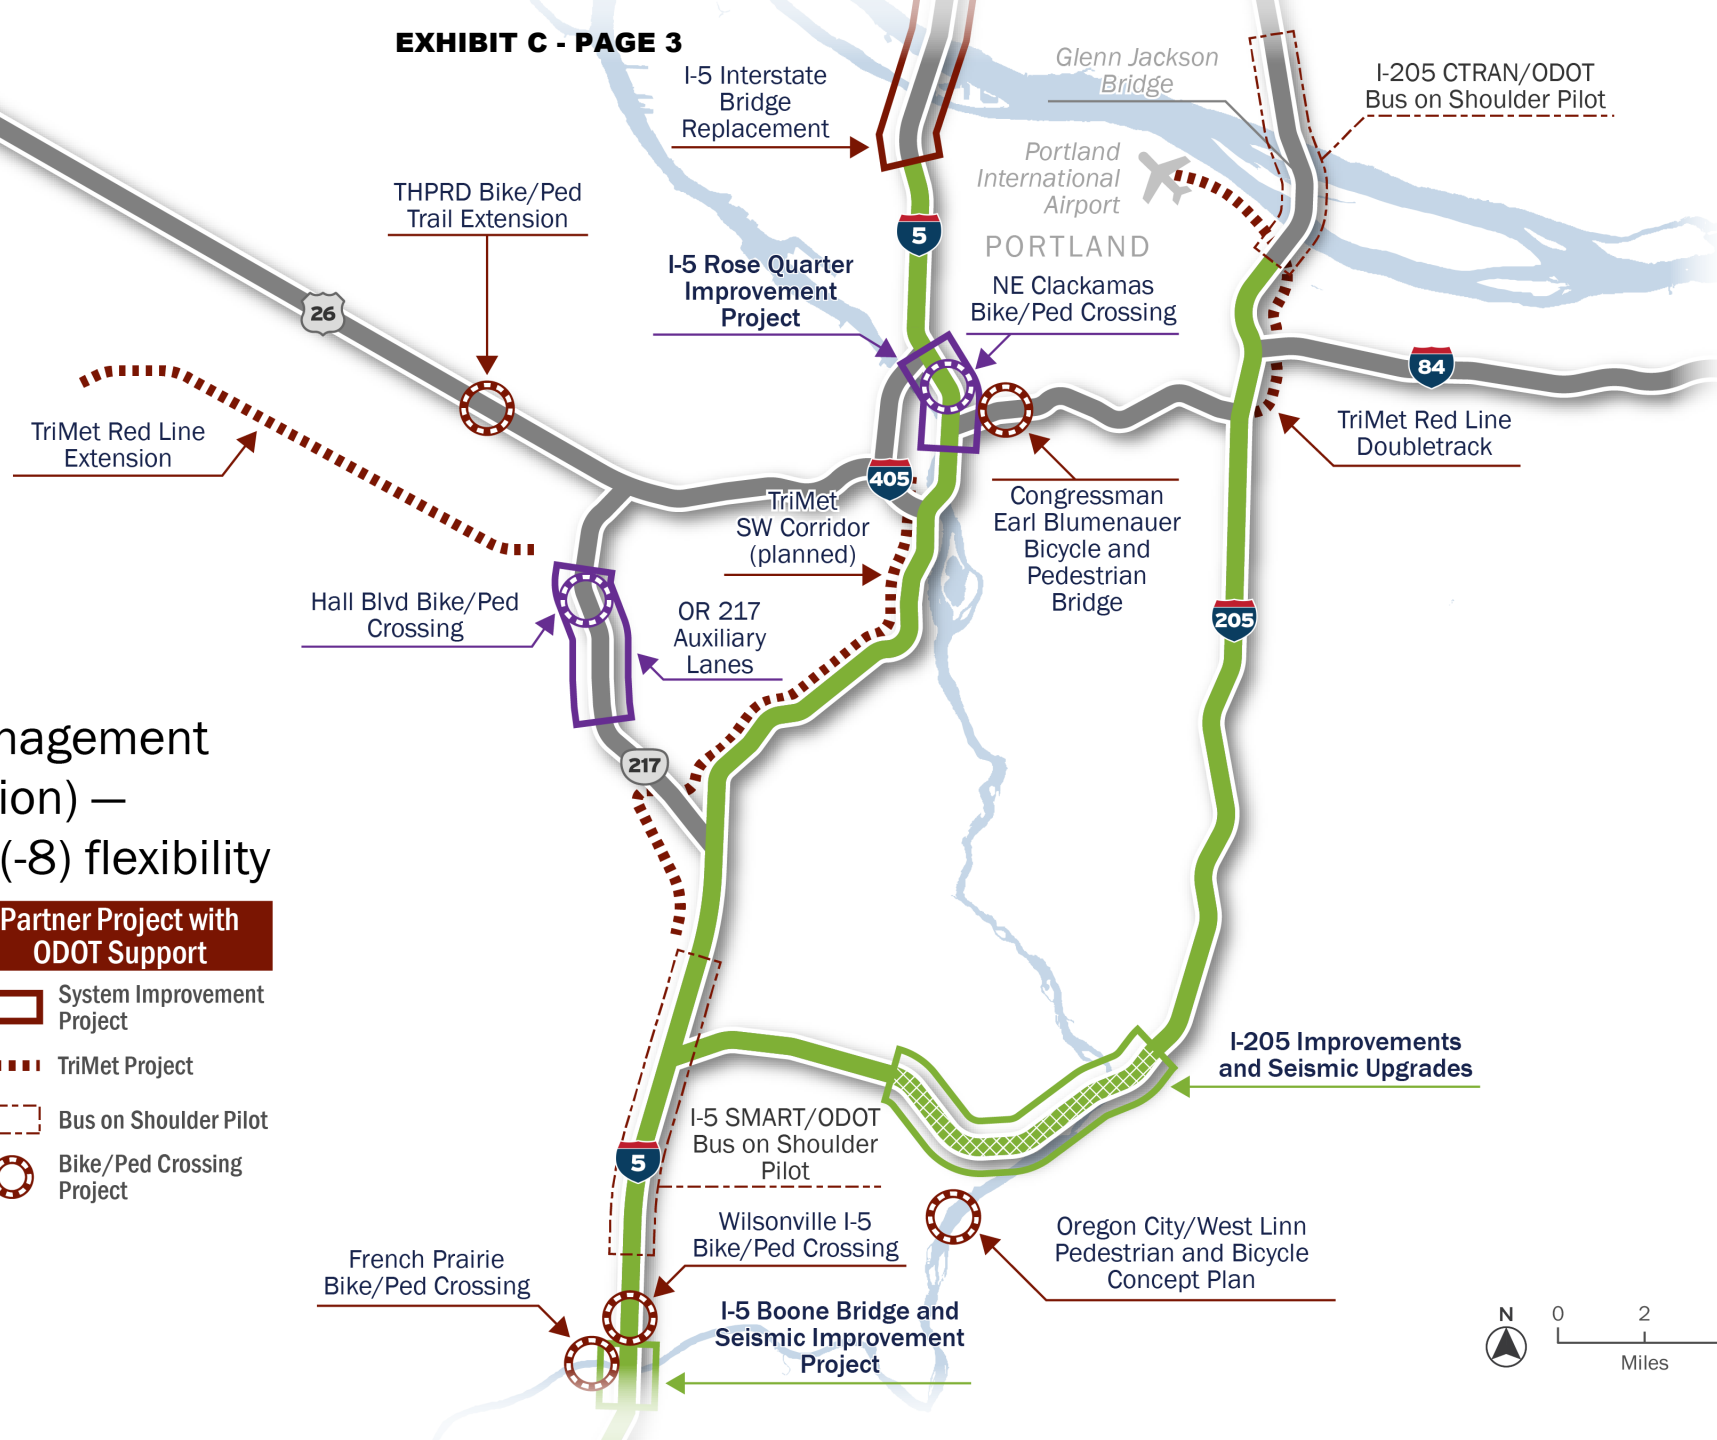 EXHIBIT C - PAGE 3
I-5 Interstate
Bridge
Replacement
Glenn Jackson
Bridge
I-205 CTRAN/ODOT
Bus on Shoulder Pilot
Portland
International
Airport
THPRD Bike/Ped
Trail Extension
5
PORTLAND
I-5 Rose Quarter
Improvement
Project
NE Clackamas
Bike/Ped Crossing
26
84
TriMet Red Line
Extension
TriMet Red Line
Doubletrack
405
TriMet
SW Corridor
(planned)
Congressman
Earl Blumenauer
Bicycle and
Pedestrian
Bridge
Hall Blvd Bike/Ped
Crossing
OR 217
Auxiliary
Lanes
205
217
nagement
ion) —
(-8) flexibility
Partner Project with
ODOT Support
System Improvement
Project
TriMet Project
Bus on Shoulder Pilot
Bike/Ped Crossing
Project
I-205 Improvements
and Seismic Upgrades
I-5 SMART/ODOT
Bus on Shoulder
Pilot
5
Wilsonville I-5
Bike/Ped Crossing
Oregon City/West Linn
Pedestrian and Bicycle
Concept Plan
French Prairie
Bike/Ped Crossing
I-5 Boone Bridge and
Seismic Improvement
Project
N
0 2
Miles